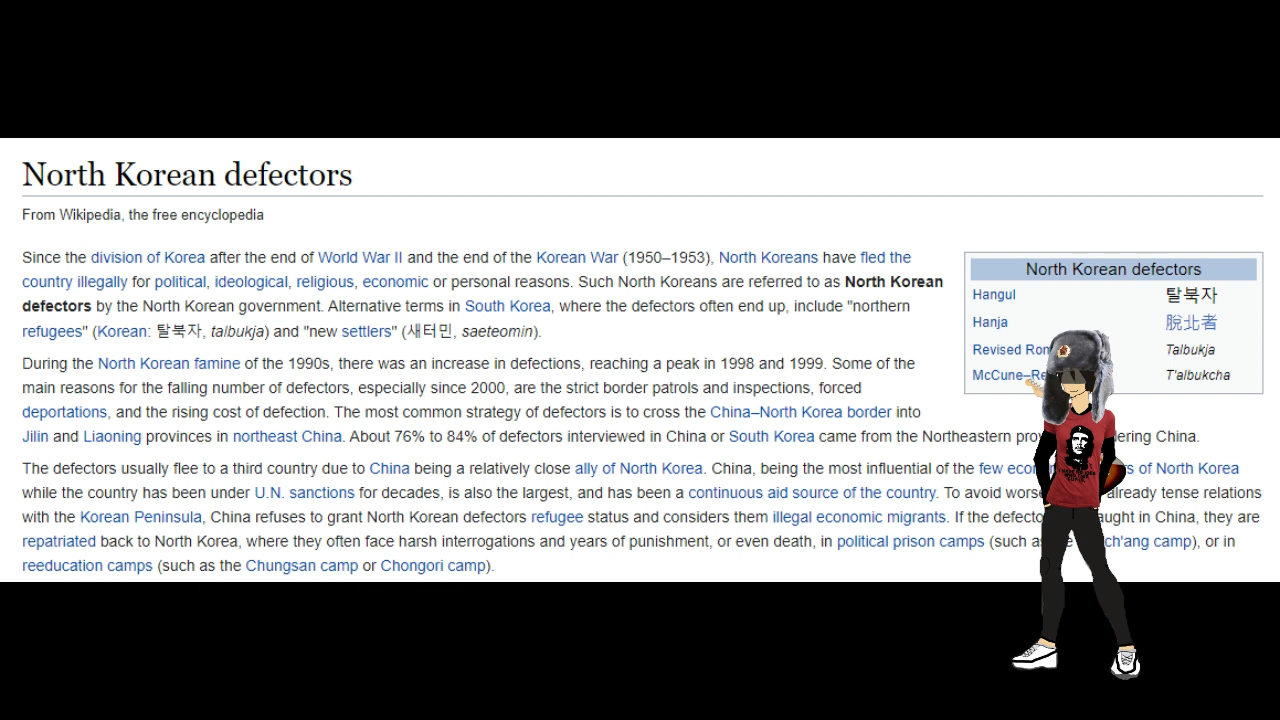 North Korean defectors
From Wikipedia, the free encyclopedia
Since the division of Korea after the end of World War II and the end of the Korean War (1950–1953), North Koreans have fled the
country illegally for political, ideological, religious, economic or personal reasons. Such North Koreans are referred to as North Korean
defectors by the North Korean government. Alternative terms in South Korea, where the defectors often end up, include "northern
refugees" (Korean: 탈북자, talbukja) and "new settlers" (새터민, saeteomin).
North Korean defectors
Hangul 탈북자
Hanja 脫北者
Revised Talbukja
T'albukcha
During the North Korean famine of the 1990s, there was an increase in defections, reaching a peak in 1998 and 1999. Some of the
main reasons for the falling number of defectors, especially since 2000, are the strict border patrols and inspections, forced
deportations, and the rising cost of defection. The most common strategy of defectors is to cross the China–North Korea border into
Jilin and Liaoning provinces in northeast China. About 76% to 84% of defectors interviewed in China or South Korea came from the Northeastern China.
The defectors usually flee to a third country due to China being a relatively close ally of North Korea. China, being the most influential of the few of North Korea
while the country has been under U.N. sanctions for decades, is also the largest, and has been a continuous aid source of the country. To avoid already tense relations
with the Korean Peninsula, China refuses to grant North Korean defectors refugee status and considers them illegal economic migrants. If the in China, they are
repatriated back to North Korea, where they often face harsh interrogations and years of punishment, or even death, in political prison camps (such camp), or in
reeducation camps (such as the Chungsan camp or Chongori camp).